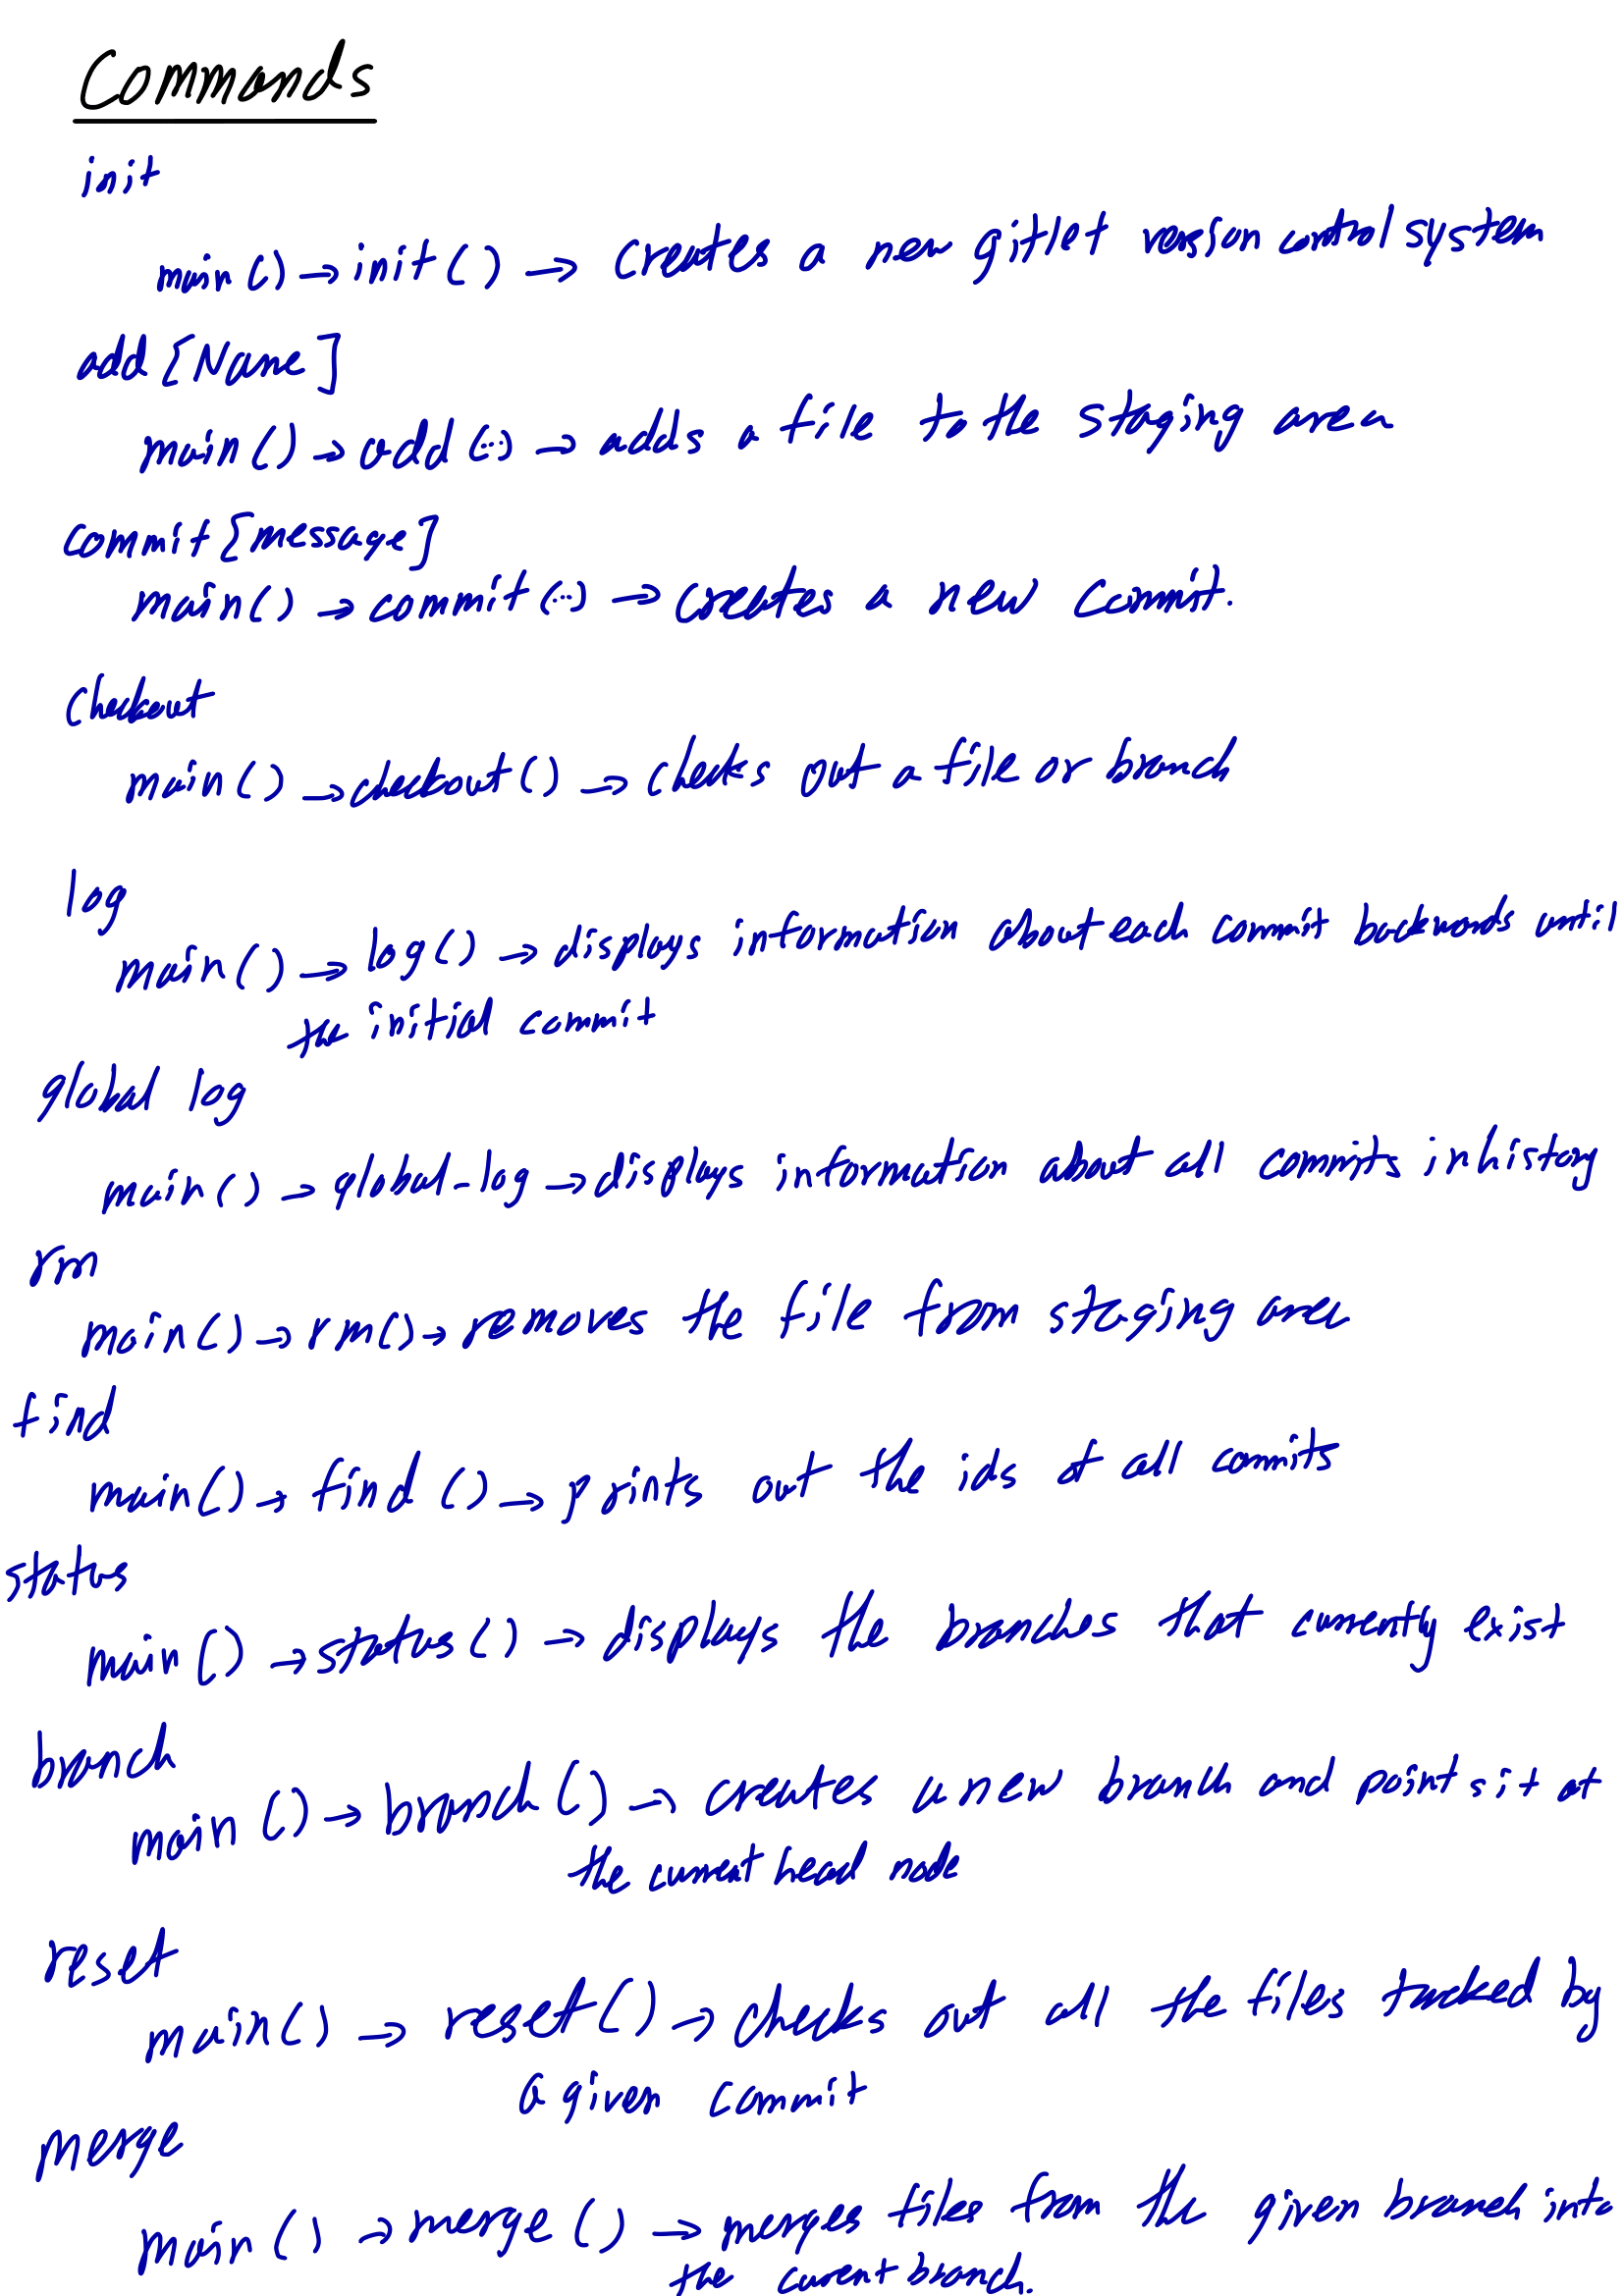 Commands
init
main() → init() → creates a new gitlet version control system
add [Name]
main() → add(...) → adds a file to the staging area
commit [message]
main() → commit(...) → creates a new commit.
Checkout
main() → checkout() → checks out a file or branch
log
main() → log() → displays information about each commit backwards until
the initial commit
global log
main() → global-log → displays information about all commits in history
rm
main() → rm() → removes the file from staging area
find
main() → find() → prints out the ids of all commits
status
main() → status() → displays the branches that currently exist
branch
main() → branch() → creates a new branch and points it at
the current head node
reset
main() → reset() → checks out all the files tracked by
a given commit
merge
main() → merge() → merges files from the given branch into
the curent branch.